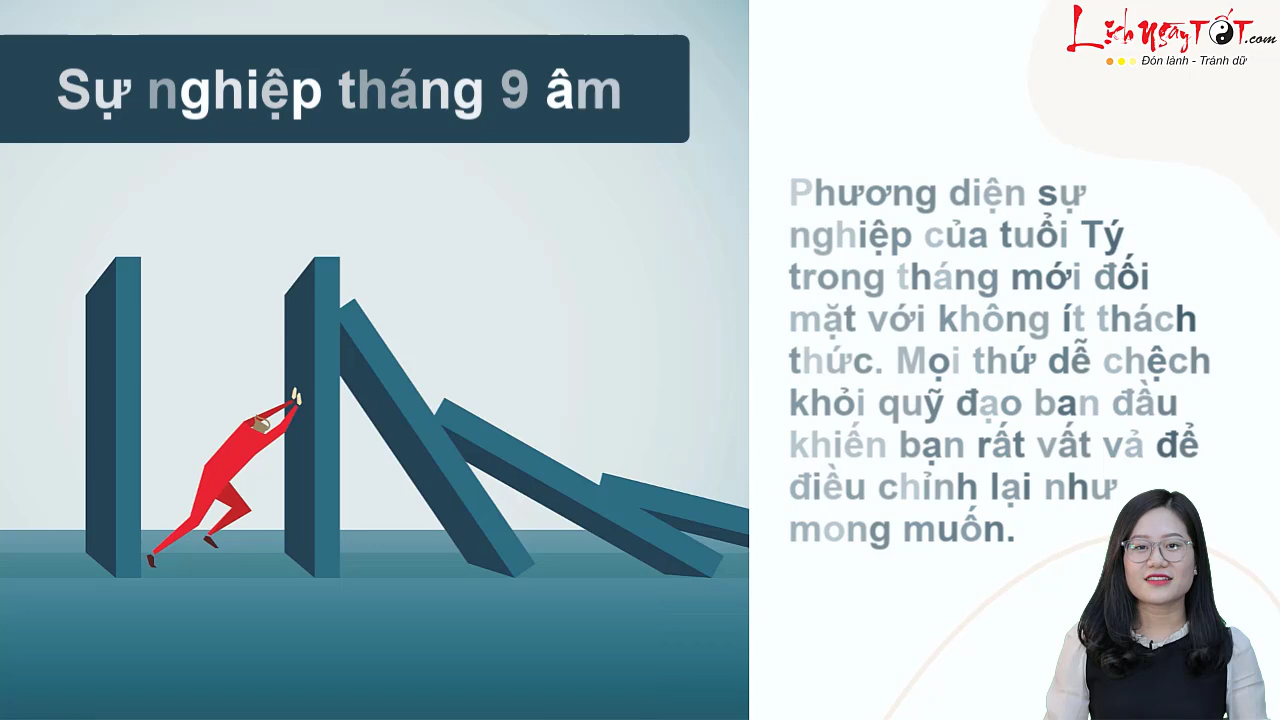 LịchNgàyTỐT.com
Đón lành - Tránh dữ
Sự nghiệp tháng 9 âm
Phương diện sự
nghiệp của tuổi Tý
trong tháng mới đối
mặt với không ít thách
thức. Mọi thứ dễ chệch
khỏi quỹ đạo ban đầu
khiến bạn rất vất vả để
điều chỉnh lại như
mong muốn.